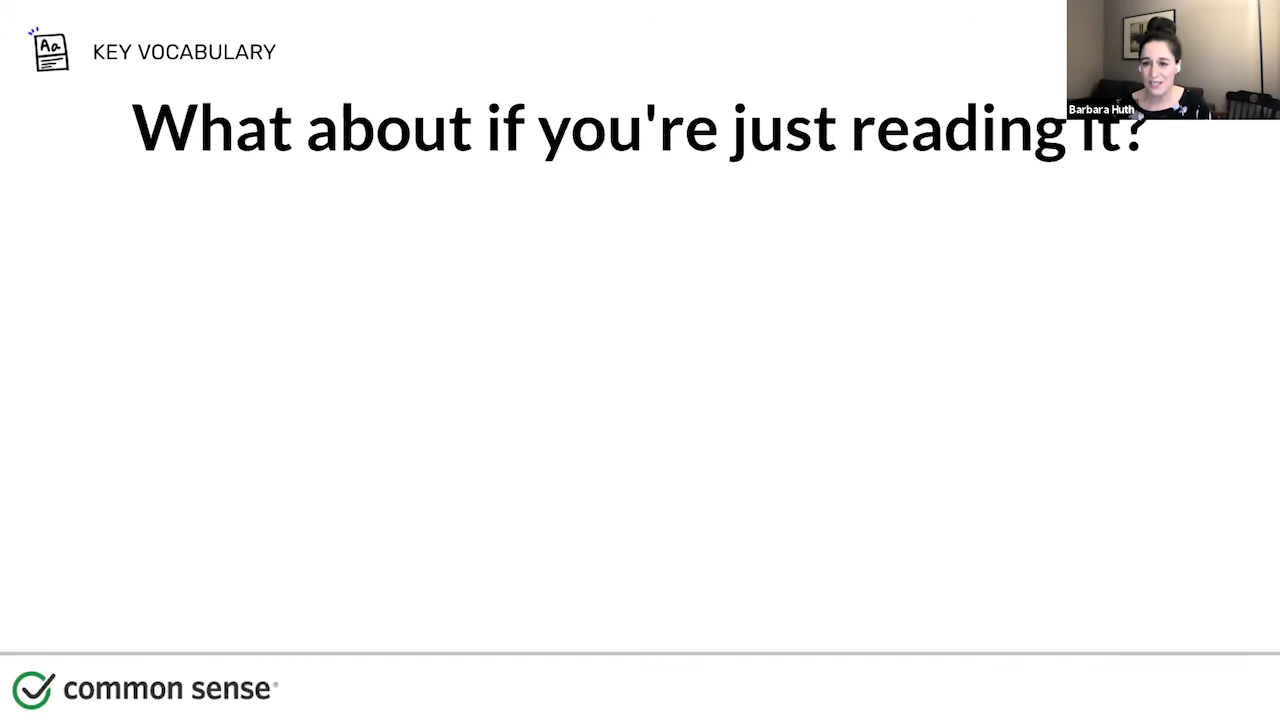 Aa
KEY VOCABULARY
What about if you're just reading it?
Barbara Huth
common sense®